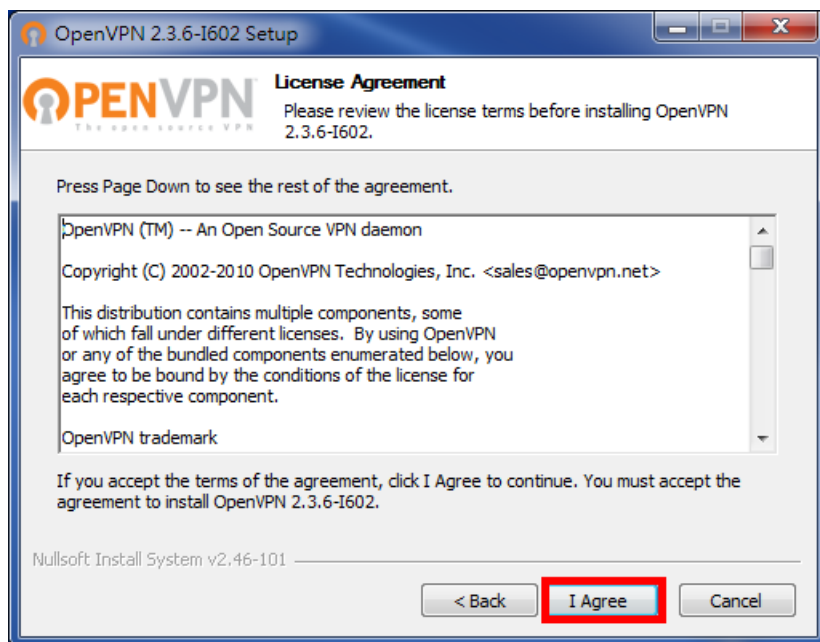 OpenVPN 2.3.6-I602 Setup
OPENVPN
The open source VPN
License Agreement
Please review the license terms before installing OpenVPN
2.3.6-I602.
Press Page Down to see the rest of the agreement.
OpenVPN (TM) -- An Open Source VPN daemon
Copyright (C) 2002-2010 OpenVPN Technologies, Inc. <sales@openvpn.net>
This distribution contains multiple components, some
of which fall under different licenses.  By using OpenVPN
or any of the bundled components enumerated below, you
agree to be bound by the conditions of the license for
each respective component.
OpenVPN trademark
If you accept the terms of the agreement, click I Agree to continue. You must accept the
agreement to install OpenVPN 2.3.6-I602.
Nullsoft Install System v2.46-101
< Back
I Agree
Cancel